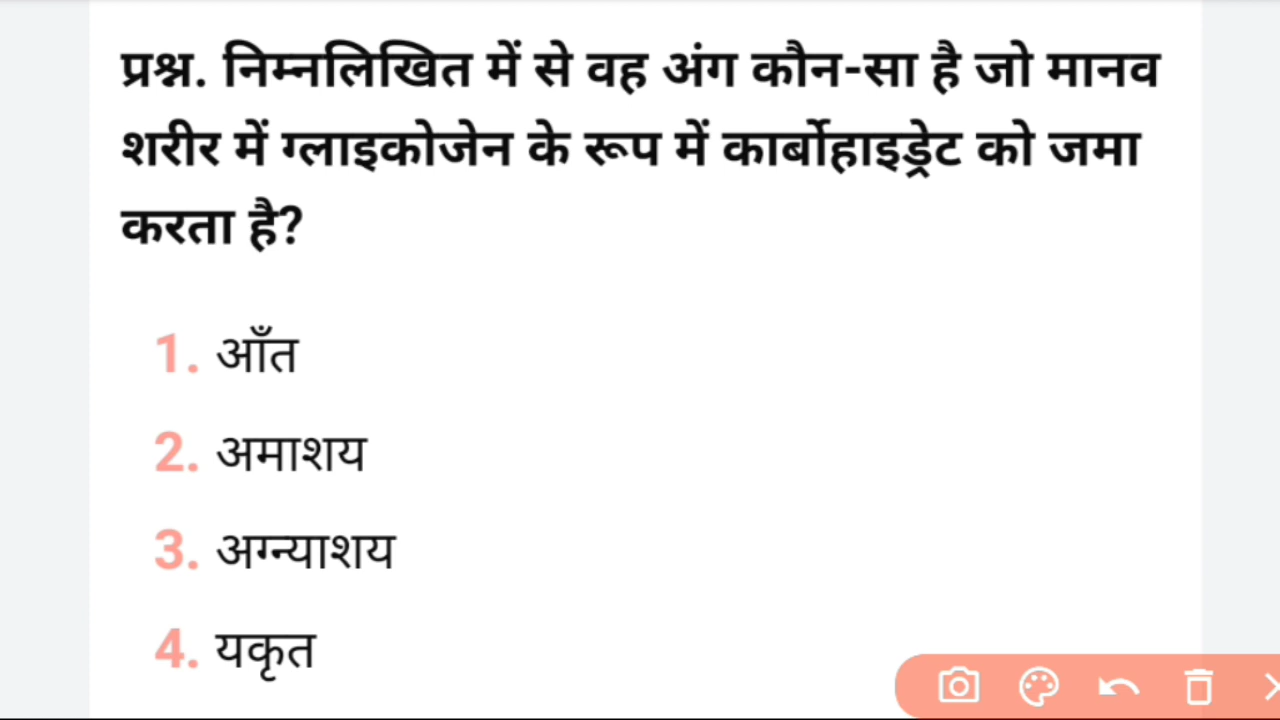 प्रश्न. निम्नलिखित में से वह अंग कौन-सा है जो मानव
शरीर में ग्लाइकोजेन के रूप में कार्बोहाइड्रेट को जमा
करता है?
1. आँत
2. अमाशय
3. अग्न्याशय
4. यकृत